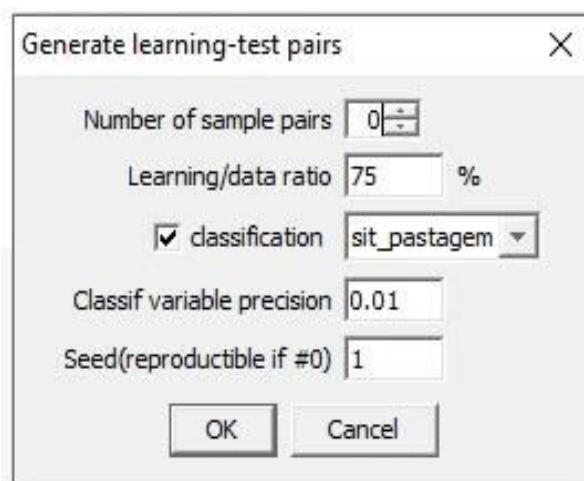 Generate learning-test pairs
Number of sample pairs 0
Learning/data ratio 75 %
classification sit_pastagem
Classif variable precision 0.01
Seed(reproductible if #0) 1
OK Cancel